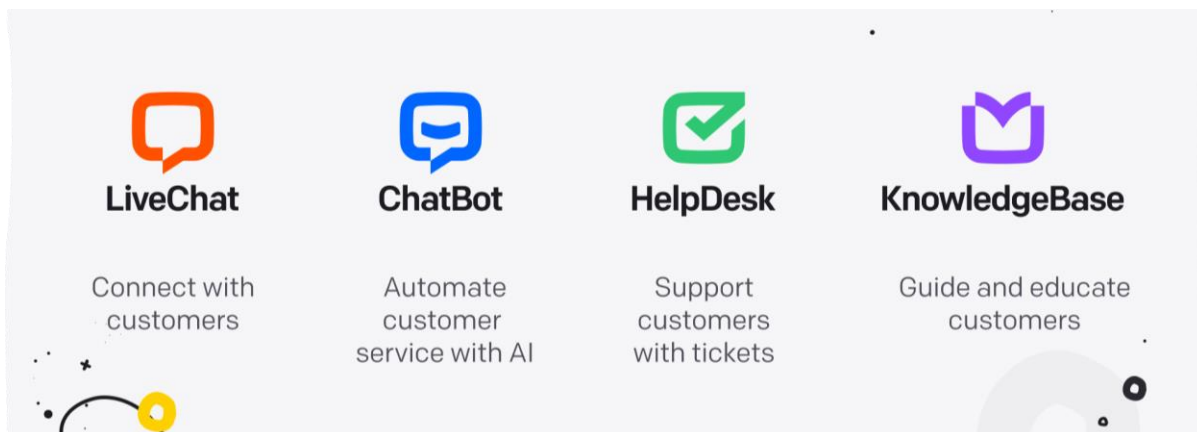 LiveChat
Connect with
customers
ChatBot
Automate
customer
service with AI
HelpDesk
Support
customers
with tickets
KnowledgeBase
Guide and educate
customers